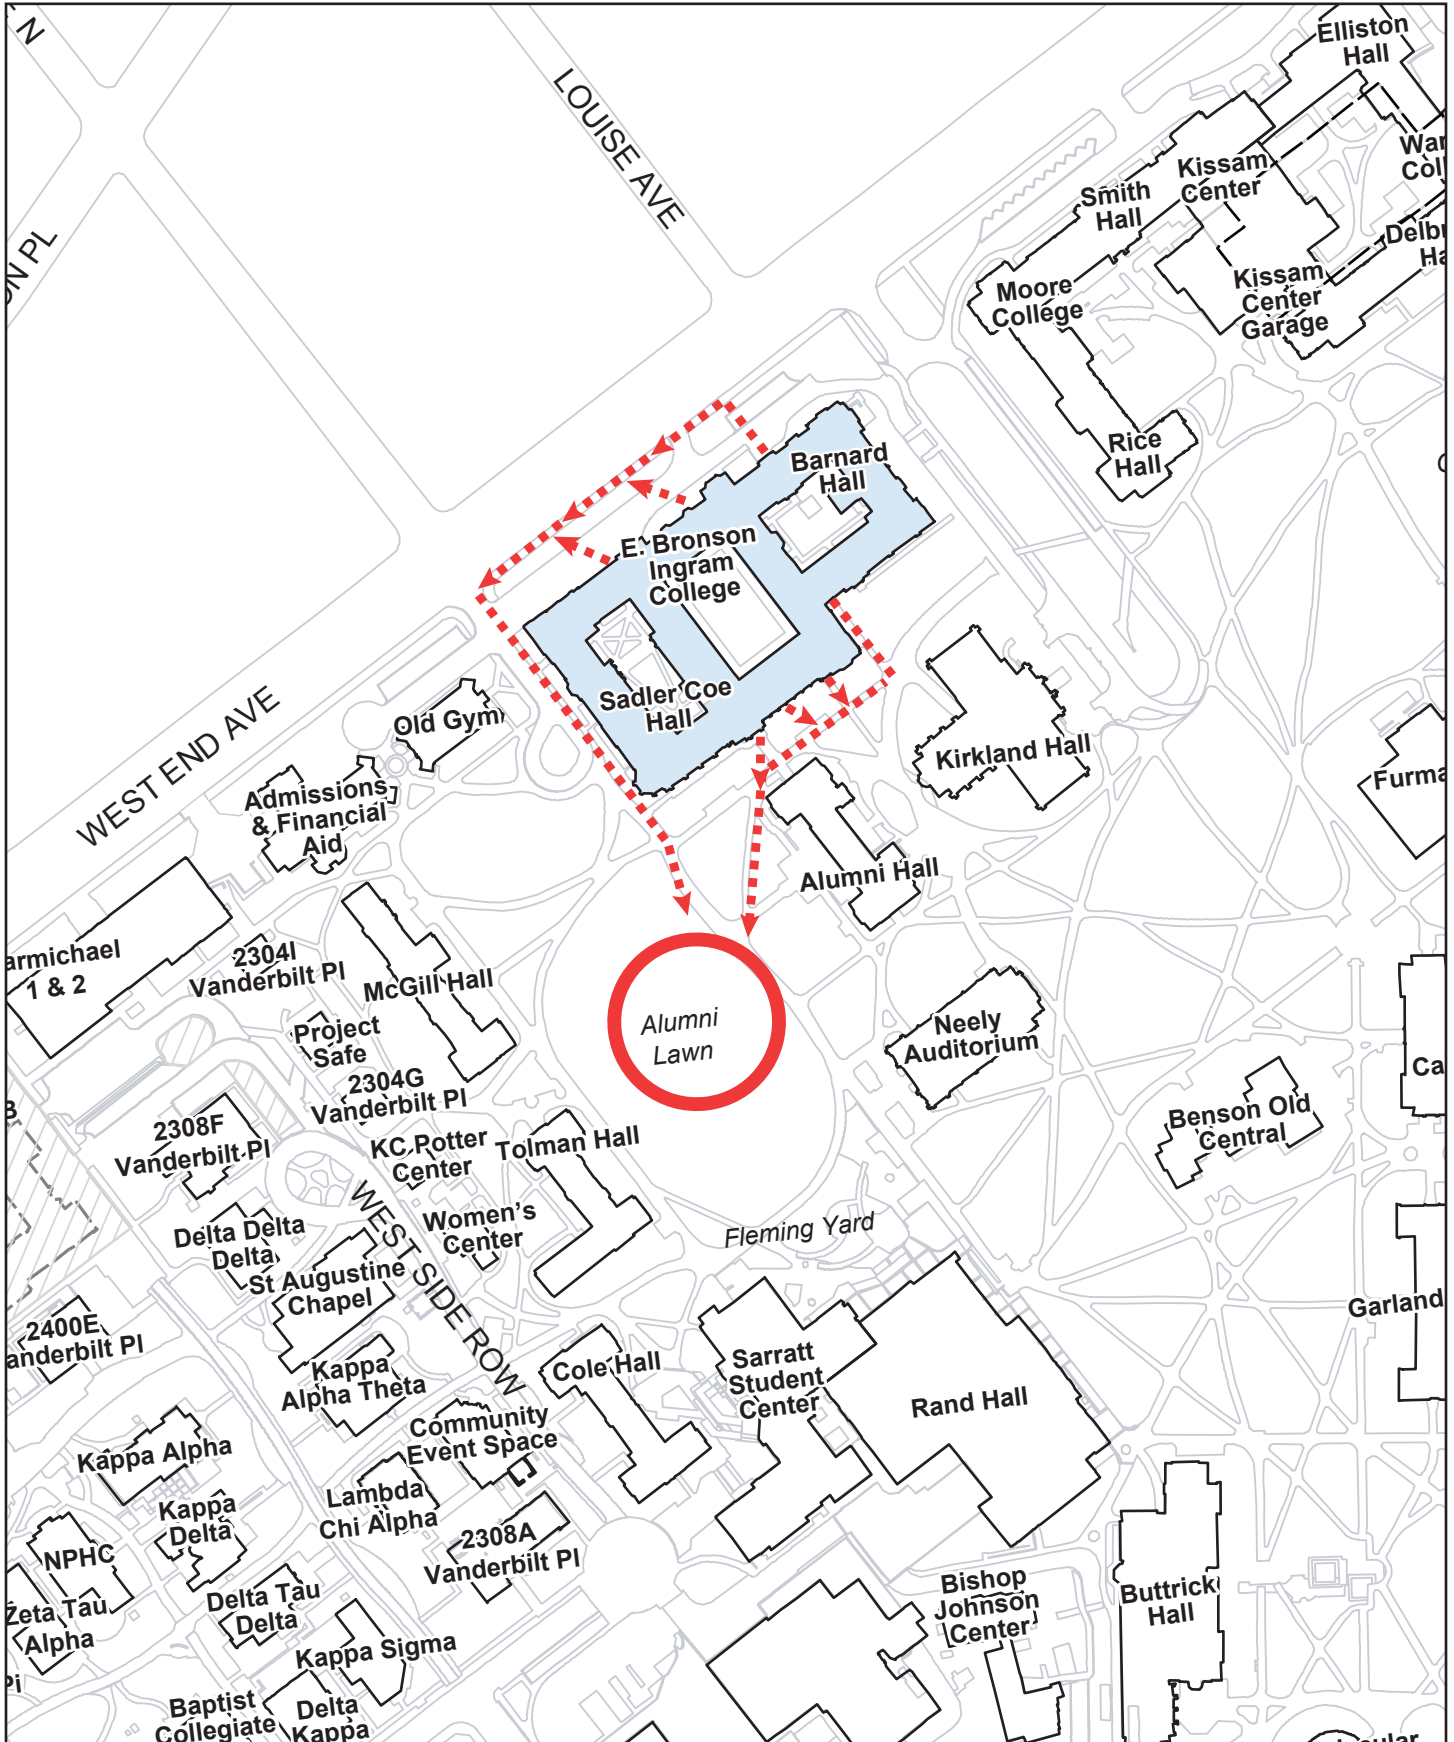 N
LOUISE AVE
Elliston
Hall
Kissam
Center
Smith
Hall
Moore
College
Kissam
Center
Garage
ON PL
Rice
Hall
Barnard
Hall
E. Bronson
Ingram
College
Sadler Coe
Hall
Old Gym
WEST END AVE
Kirkland Hall
Furma
Admissions
& Financial
Aid
Alumni Hall
armichael
1 & 2
2304I
Vanderbilt Pl
McGill Hall
Alumni
Lawn
Neely
Auditorium
Project
Safe
2304G
Vanderbilt Pl
Ca
B
2308F
Vanderbilt Pl
KC Potter
Center
Tolman Hall
Benson Old
Central
WEST SIDE ROW
Women's
Center
Fleming Yard
Delta Delta
Delta
St Augustine
Chapel
Garland
2400E
anderbilt Pl
Kappa
Alpha Theta
Cole Hall
Sarratt
Student
Center
Rand Hall
Community
Event Space
Kappa Alpha
Lambda
Chi Alpha
Kappa
Delta
2308A
Vanderbilt Pl
NPHC
Zeta Tau
Alpha
Delta Tau
Delta
Bishop
Johnson
Center
Buttrick
Hall
Kappa Sigma
Pi
Baptist
Collegiate
Delta
Kappa